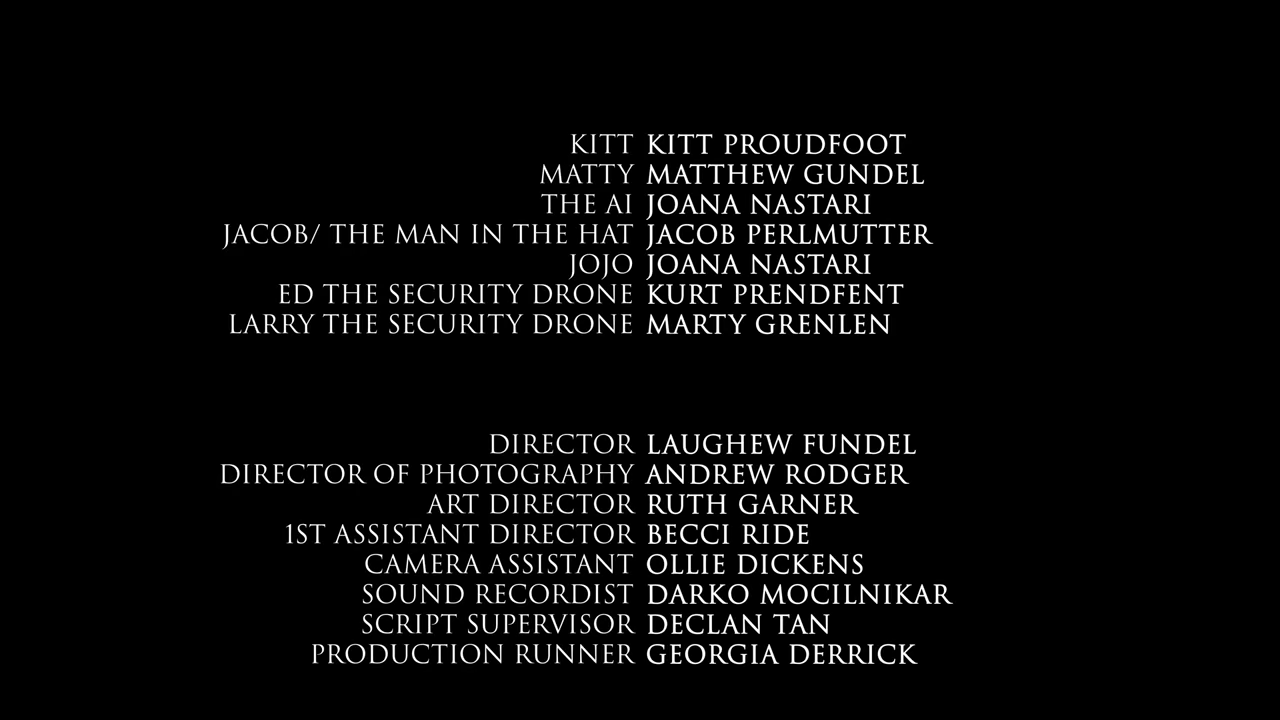 KITT KITT PROUDFOOT
MATTY MATTHEW GUNDEL
THE AI JOANA NASTARI
JACOB/ THE MAN IN THE HAT JACOB PERLMUTTER
JOJO JOANA NASTARI
ED THE SECURITY DRONE KURT PRENDFENT
LARRY THE SECURITY DRONE MARTY GRENLEN
DIRECTOR LAUGHEW FUNDEL
DIRECTOR OF PHOTOGRAPHY ANDREW RODGER
ART DIRECTOR RUTH GARNER
1ST ASSISTANT DIRECTOR BECCI RIDE
CAMERA ASSISTANT OLLIE DICKENS
SOUND RECORDIST DARKO MOCILNIKAR
SCRIPT SUPERVISOR DECLAN TAN
PRODUCTION RUNNER GEORGIA DERRICK